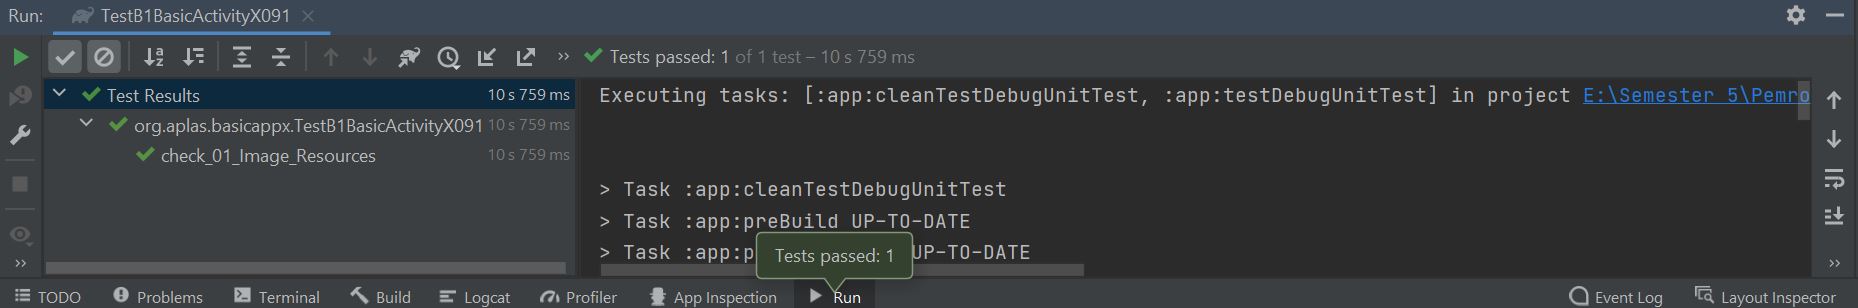 Run: TestB1BasicActivityX091
Tests passed: 1 of 1 test – 10 s 759 ms
Test Results 10 s 759 ms
org.aplas.basicappx.TestB1BasicActivityX091 10 s 759 ms
check_01_Image_Resources 10 s 759 ms
Executing tasks: [:app:cleanTestDebugUnitTest, :app:testDebugUnitTest] in project E:\Semester 5\Pemro
> Task :app:cleanTestDebugUnitTest
> Task :app:preBuild UP-TO-DATE
> Task :app:p UP-TO-DATE
Tests passed: 1
TODO Problems Terminal Build Logcat Profiler App Inspection Run Event Log Layout Inspector